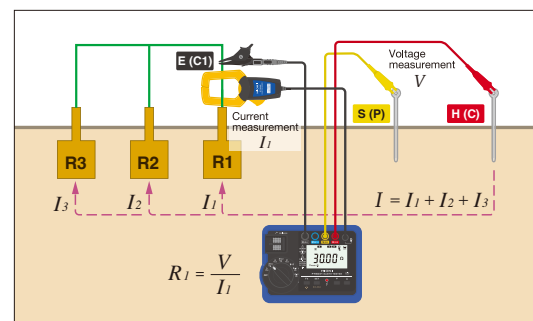 E (C1)
Voltage
measurement
V
S (P)
H (C)
Current
measurement
I1
R3
R2
R1
I3
I2
I1
I = I1 + I2 + I3
R1 = V / I1
30.00 Ω